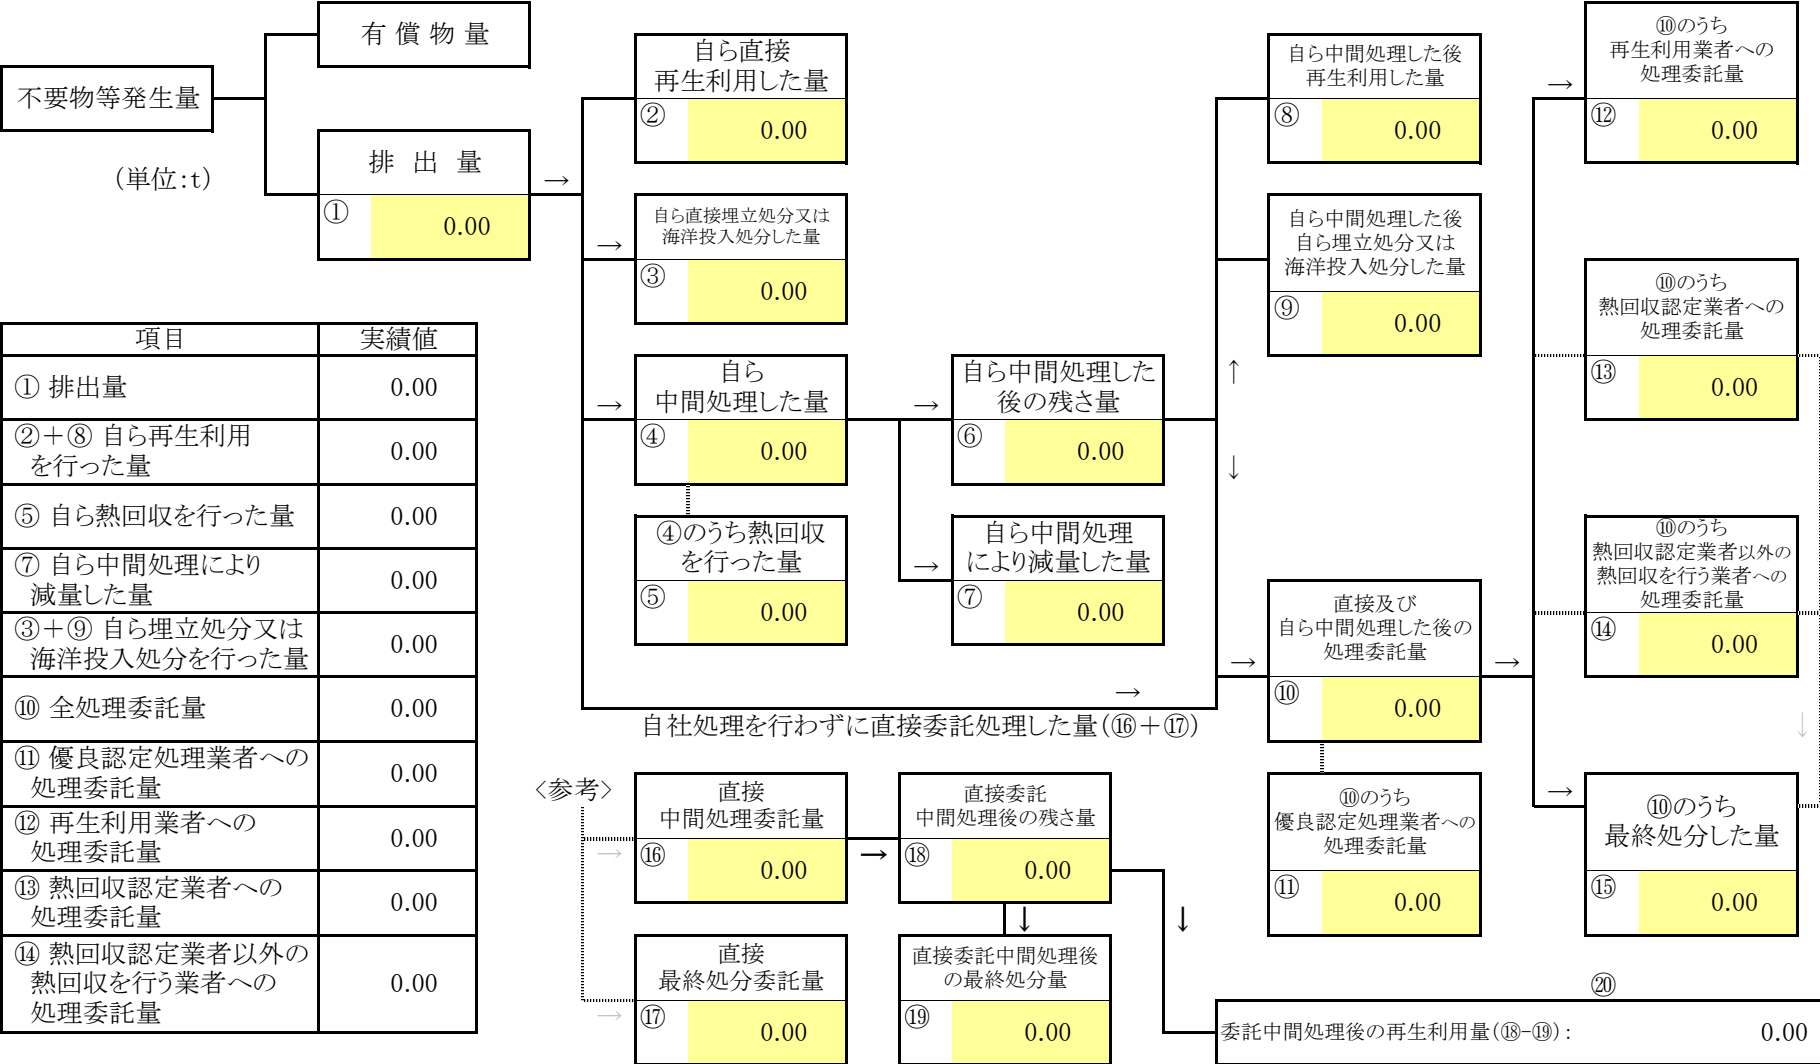 不要物等発生量
有 償 物 量
(単位:t)
排 出 量
①
0.00
→
自ら直接
再生利用した量
②
0.00
→
自ら直接埋立処分又は
海洋投入処分した量
③
0.00
→
自ら
中間処理した量
④
0.00
④のうち熱回収
を行った量
⑤
0.00
→
自ら中間処理した
後の残さ量
⑥
0.00
→
自ら中間処理
により減量した量
⑦
0.00
→
自社処理を行わずに直接委託処理した量(⑯+⑰)
自ら中間処理した後
再生利用した量
⑧
0.00
自ら中間処理した後
自ら埋立処分又は
海洋投入処分した量
⑨
0.00
↑
↓
→
直接及び
自ら中間処理した後の
処理委託量
⑩
0.00
→
⑩のうち
優良認定処理業者への
処理委託量
⑪
0.00
→
⑩のうち
再生利用業者への
処理委託量
⑫
0.00
⑩のうち
熱回収認定業者への
処理委託量
⑬
0.00
⑩のうち
熱回収認定業者以外の
熱回収を行う業者への
処理委託量
⑭
0.00
↓
→
⑩のうち
最終処分した量
⑮
0.00
項目 実績値
① 排出量 0.00
②+⑧ 自ら再生利用
を行った量 0.00
⑤ 自ら熱回収を行った量 0.00
⑦ 自ら中間処理により
減量した量 0.00
③+⑨ 自ら埋立処分又は
海洋投入処分を行った量 0.00
⑩ 全処理委託量 0.00
⑪ 優良認定処理業者への
処理委託量 0.00
⑫ 再生利用業者への
処理委託量 0.00
⑬ 熱回収認定業者への
処理委託量 0.00
⑭ 熱回収認定業者以外の
熱回収を行う業者への 0.00
処理委託量
<参考>
→
直接
中間処理委託量
⑯
0.00
→
直接
最終処分委託量
⑰
0.00
→
直接委託
中間処理後の残さ量
⑱
0.00
↓
直接委託中間処理後
の最終処分量
⑲
0.00
↓
⑳
委託中間処理後の再生利用量(⑱-⑲): 0.00